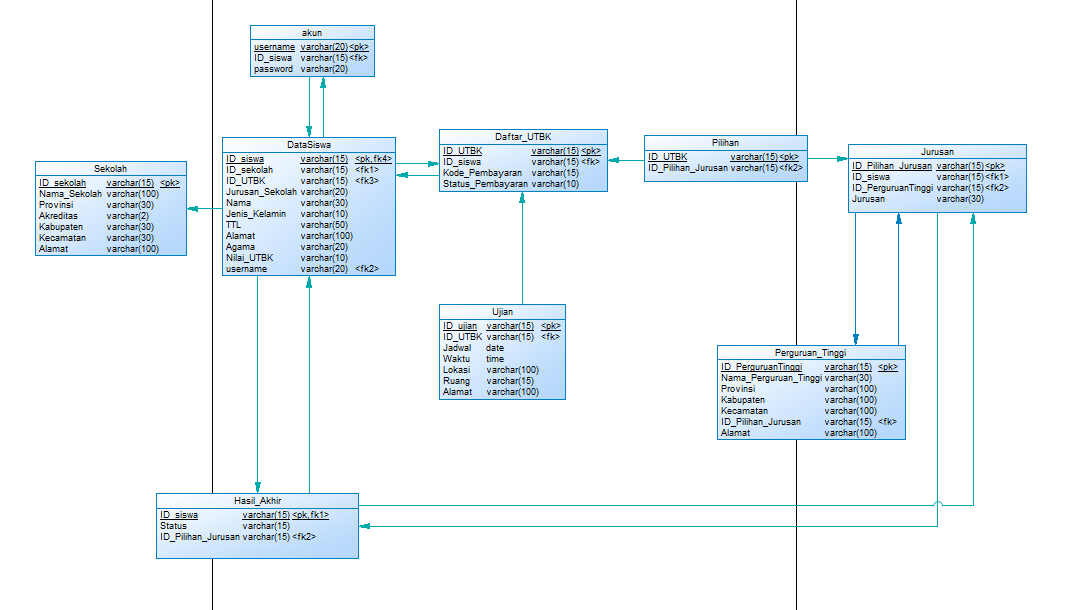 akun
username varchar(20) <pk>
ID_siswa varchar(15) <fk>
password varchar(20)
DataSiswa
ID_siswa varchar(15) <pk,fk4>
ID_sekolah varchar(15) <fk1>
ID_UTBK varchar(15) <fk3>
Jurusan_Sekolah varchar(20)
Nama varchar(30)
Jenis_Kelamin varchar(10)
TTL varchar(50)
Alamat varchar(100)
Agama varchar(20)
Nilai_UTBK varchar(10)
username varchar(20) <fk2>
Daftar_UTBK
ID_UTBK varchar(15) <pk>
ID_siswa varchar(15) <fk>
Kode_Pembayaran varchar(15)
Status_Pembayaran varchar(10)
Pilihan
ID_UTBK varchar(15) <pk>
ID_Pilihan_Jurusan varchar(15) <fk2>
Jurusan
ID_Pilihan_Jurusan varchar(15) <pk>
ID_siswa varchar(15) <fk1>
ID_PerguruanTinggi varchar(15) <fk2>
Jurusan varchar(30)
Sekolah
ID_sekolah varchar(15) <pk>
Nama_Sekolah varchar(100)
Provinsi varchar(30)
Akreditas varchar(2)
Kabupaten varchar(30)
Kecamatan varchar(30)
Alamat varchar(100)
Ujian
ID_ujian varchar(15) <pk>
ID_UTBK varchar(15) <fk>
Jadwal date
Waktu time
Lokasi varchar(100)
Ruang varchar(15)
Alamat varchar(100)
Perguruan_Tinggi
ID_PerguruanTinggi varchar(15) <pk>
Nama_Perguruan_Tinggi varchar(30)
Provinsi varchar(100)
Kabupaten varchar(100)
Kecamatan varchar(100)
ID_Pilihan_Jurusan varchar(15) <fk>
Alamat varchar(100)
Hasil_Akhir
ID_siswa varchar(15) <pk,fk1>
Status varchar(15)
ID_Pilihan_Jurusan varchar(15) <fk2>